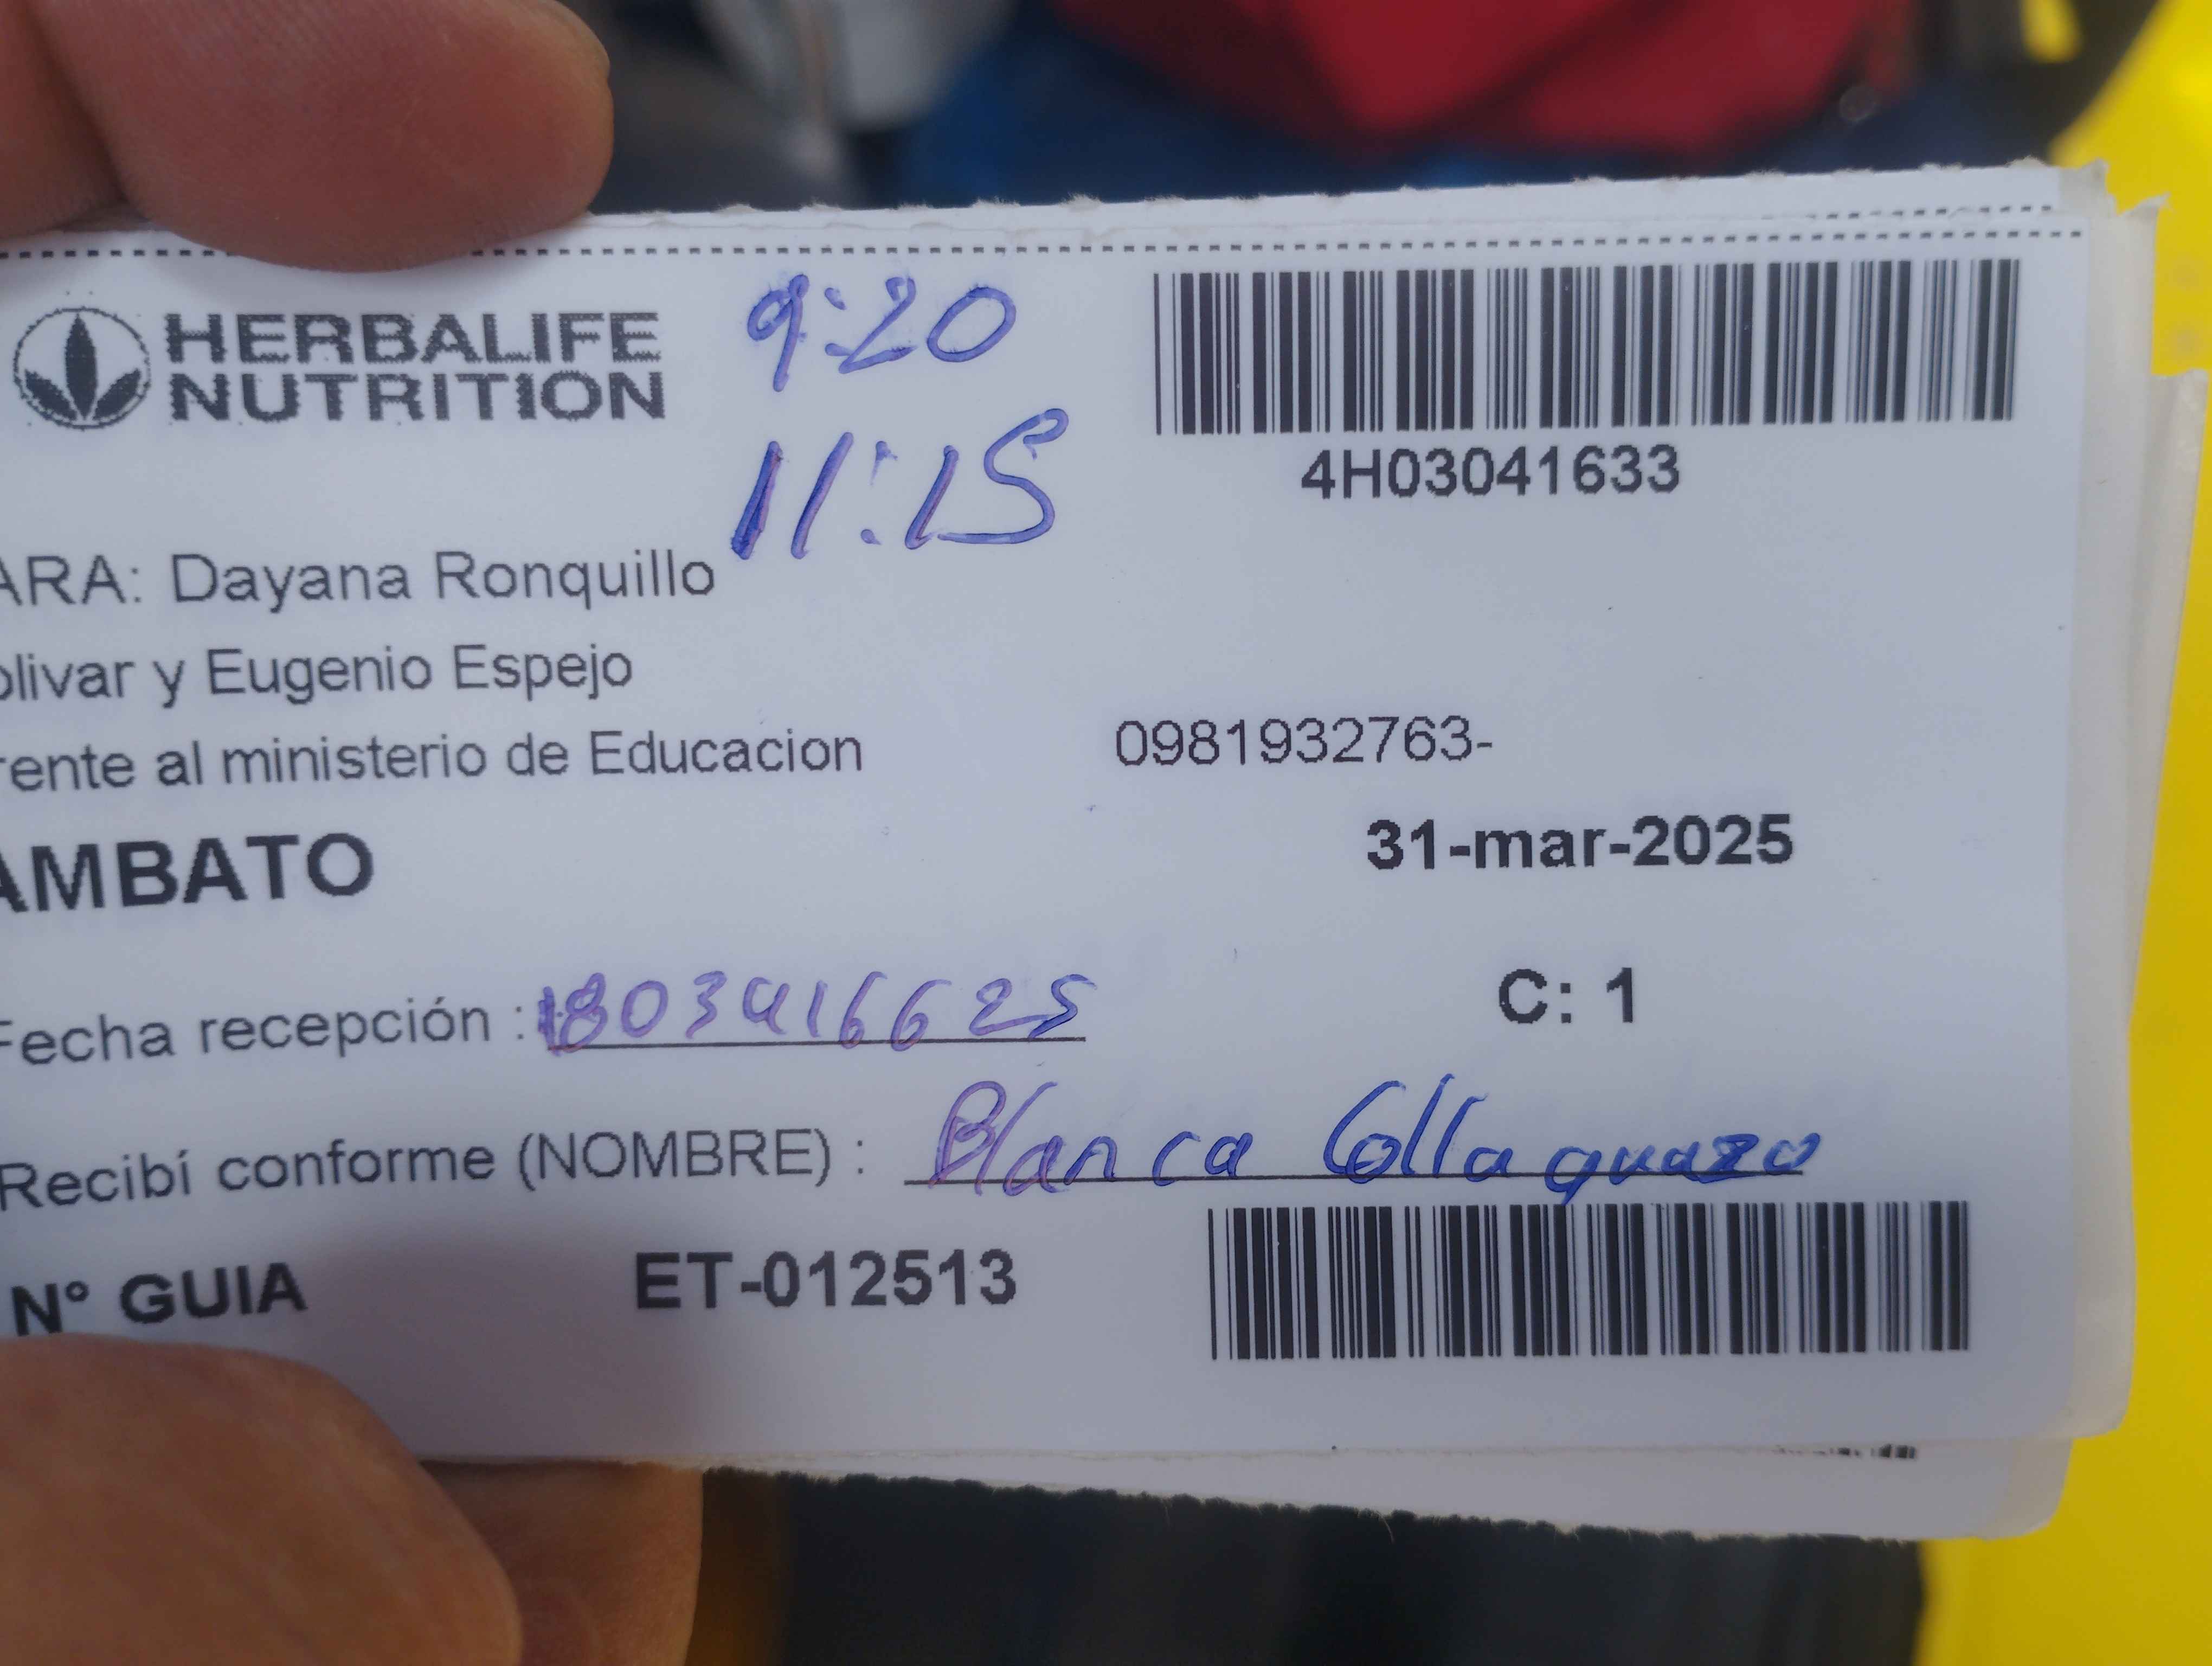 HERBALIFE
NUTRITION
9:20
11:15
4H03041633
ARA: Dayana Ronquillo
olivar y Eugenio Espejo
rente al ministerio de Educacion
0981932763-
AMBATO
31-mar-2025
Fecha recepción : 1803416625
C: 1
Recibí conforme (NOMBRE) : Blanca Collaguazo
N° GUIA ET-012513